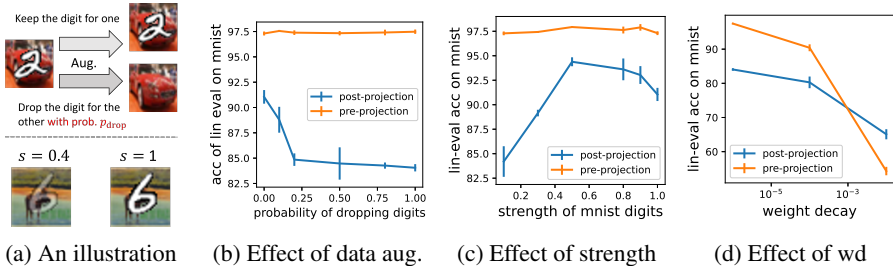 Keep the digit for one
Aug.
Drop the digit for the
other with prob. p_drop
s = 0.4 s = 1
(a) An illustration
acc of lin eval on mnist
97.5
95.0
92.5
90.0
87.5
85.0
82.5
post-projection
pre-projection
0.00 0.25 0.50 0.75 1.00
probability of dropping digits
(b) Effect of data aug.
lin-eval acc on mnist
97.5
95.0
92.5
90.0
87.5
85.0
82.5
post-projection
pre-projection
0.2 0.4 0.6 0.8 1.0
strength of mnist digits
(c) Effect of strength
lin-eval acc on mnist
90
80
70
60
post-projection
pre-projection
10⁻⁵ 10⁻³
weight decay
(d) Effect of wd